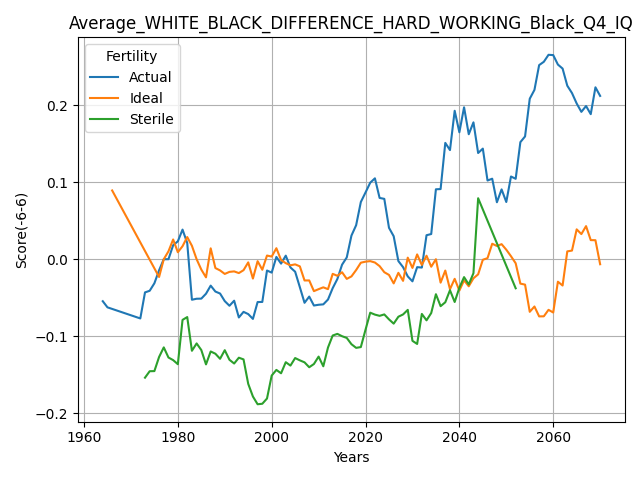 Average_WHITE_BLACK_DIFFERENCE_HARD_WORKING_Black_Q4_IQ
Fertility
Actual
Ideal
Sterile
Score(-6-6)
0.2
0.1
0.0
−0.1
−0.2
1960 1980 2000 2020 2040 2060
Years